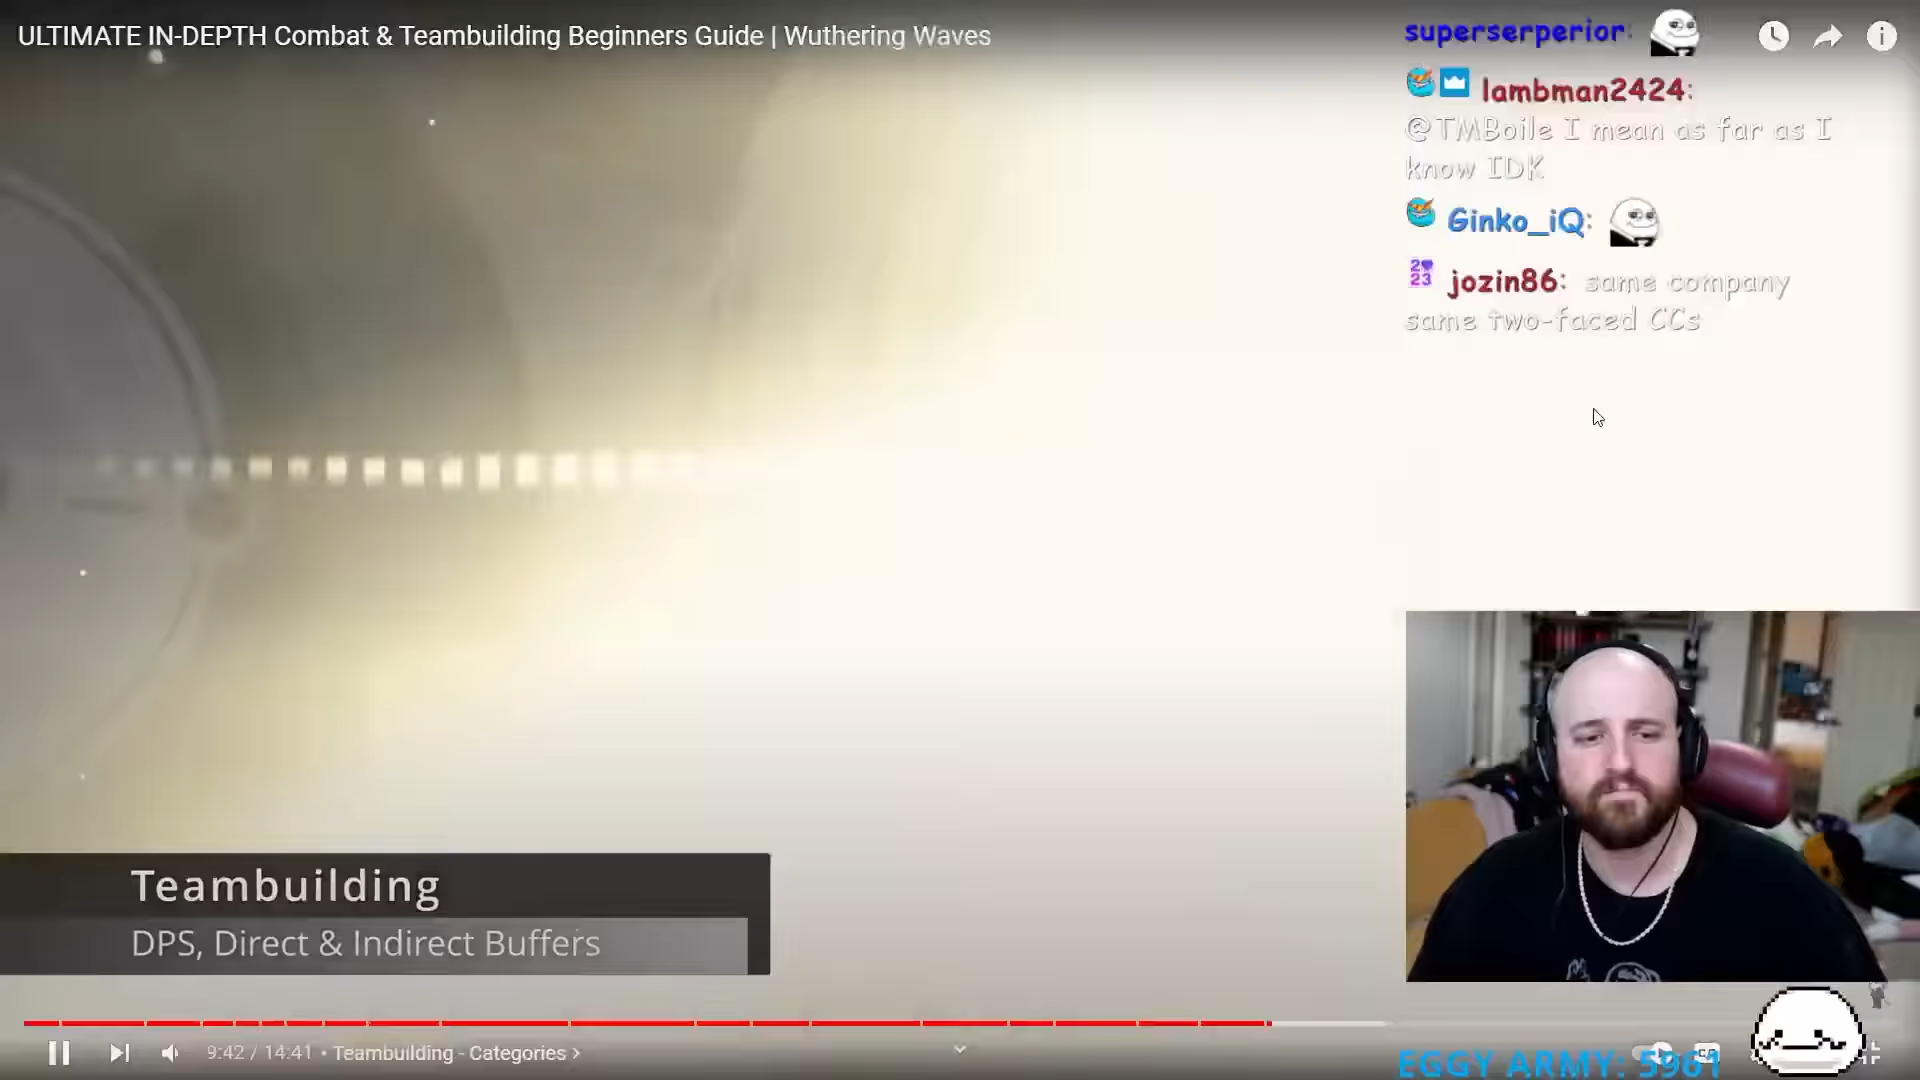 ULTIMATE IN-DEPTH Combat & Teambuilding Beginners Guide | Wuthering Waves
superserperior:
lambman2424:
@TMBoile I mean as far as I
know IDK
Ginko_iQ:
2023 jozin86: same company
same two-faced CCs
Teambuilding
DPS, Direct & Indirect Buffers
9:42 / 14:41 • Teambuilding - Categories >
EGGY ARMY: 5961